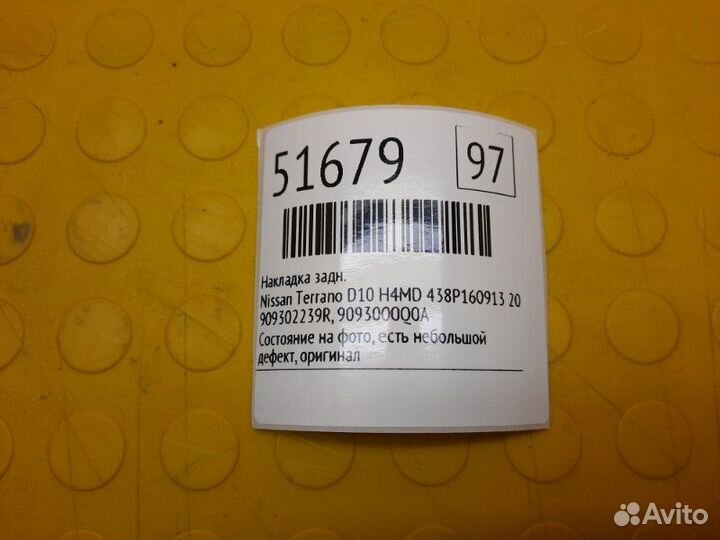 51679 97
Накладка задн.
Nissan Terrano D10 H4MD 438P160913 20
909302239R, 9093000Q0A
Состояние на фото, есть небольшой
дефект, оригинал
Avito